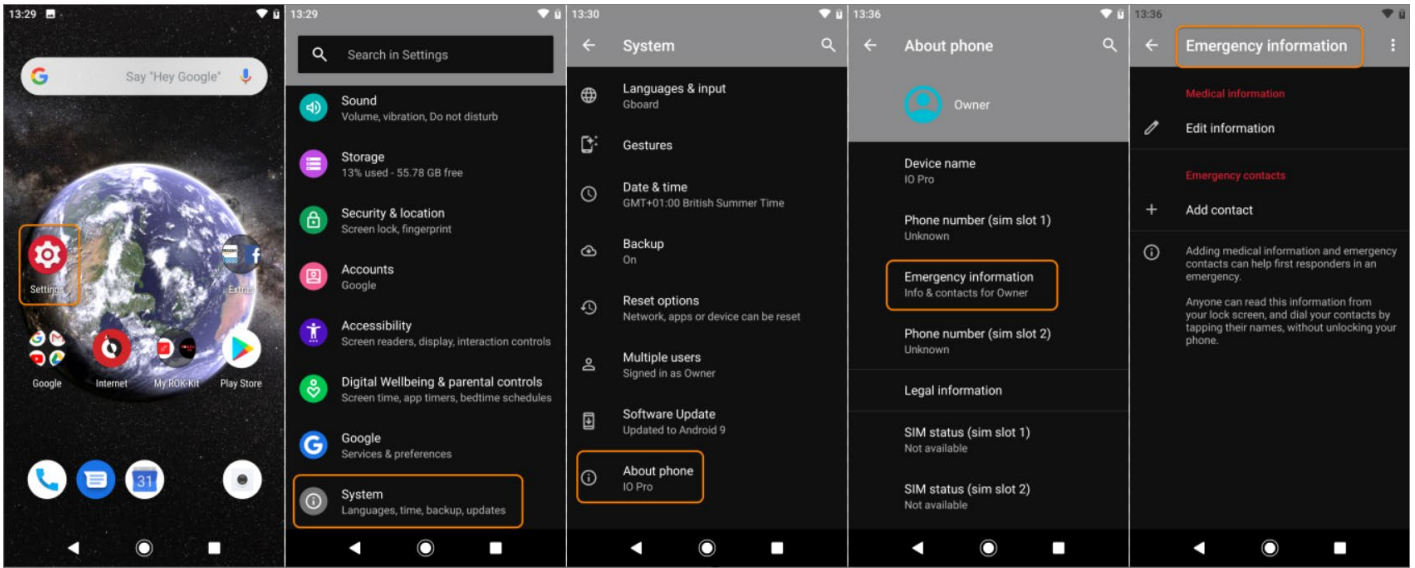 13:29
Say "Hey Google"
Settings
Extras
Google
Internet
My ROK-Kit
Play Store
31
13:29
Search in Settings
Sound
Volume, vibration, Do not disturb
Storage
13% used - 55.78 GB free
Security & location
Screen lock, fingerprint
Accounts
Google
Accessibility
Screen readers, display, interaction controls
Digital Wellbeing & parental controls
Screen time, app timers, bedtime schedules
Google
Services & preferences
System
Languages, time, backup, updates
13:30
System
Languages & input
Gboard
Gestures
Date & time
GMT+01:00 British Summer Time
Backup
On
Reset options
Network, apps or device can be reset
Multiple users
Signed in as Owner
Software Update
Updated to Android 9
About phone
IO Pro
13:36
About phone
Owner
Device name
IO Pro
Phone number (sim slot 1)
Unknown
Emergency information
Info & contacts for Owner
Phone number (sim slot 2)
Unknown
Legal information
SIM status (sim slot 1)
Not available
SIM status (sim slot 2)
Not available
13:36
Emergency information
Medical information
Edit information
Emergency contacts
Add contact
Adding medical information and emergency
contacts can help first responders in an
emergency.
Anyone can read this information from
your lock screen, and dial your contacts by
tapping their names, without unlocking your
phone.